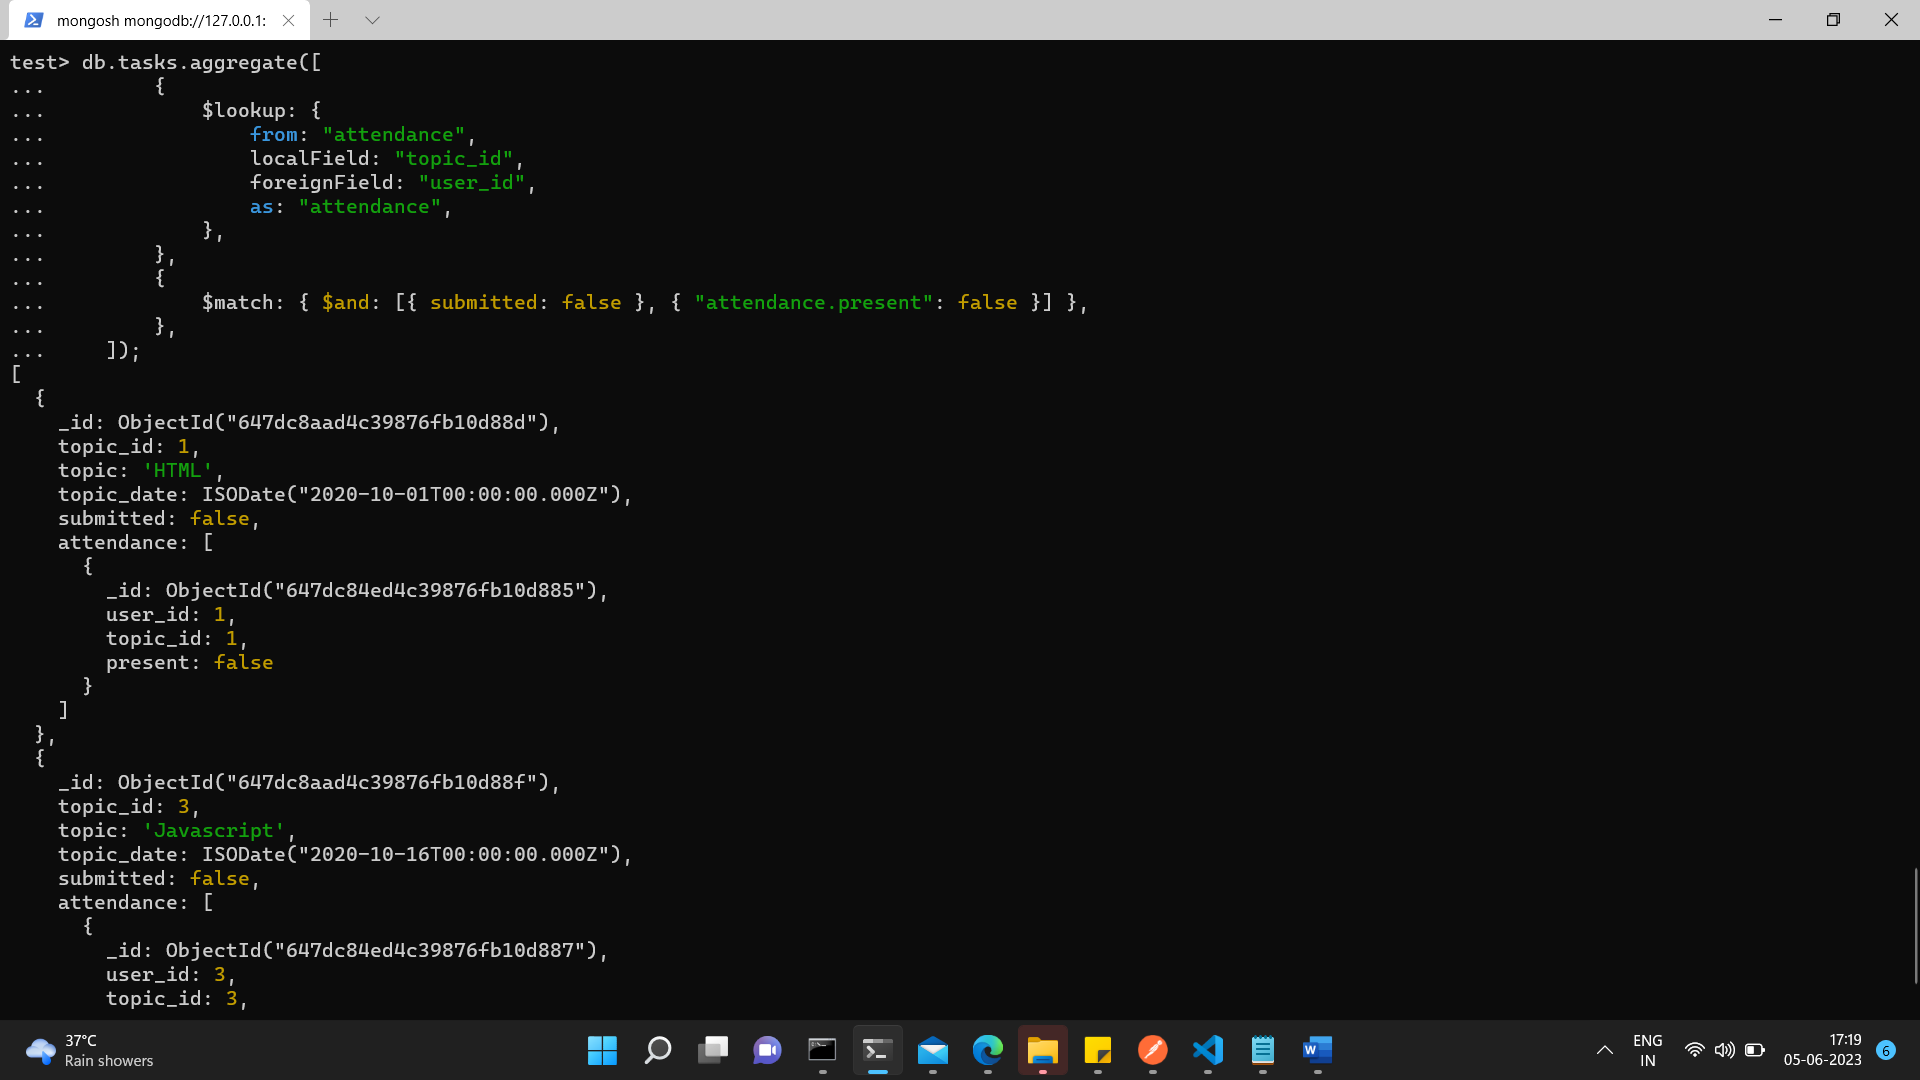 mongosh mongodb://127.0.0.1:
test> db.tasks.aggregate([
...         {
...             $lookup: {
...                 from: "attendance",
...                 localField: "topic_id",
...                 foreignField: "user_id",
...                 as: "attendance",
...             },
...         },
...         {
...             $match: { $and: [{ submitted: false }, { "attendance.present": false }] },
...         },
...     ]);
[
  {
    _id: ObjectId("647dc8aad4c39876fb10d88d"),
    topic_id: 1,
    topic: 'HTML',
    topic_date: ISODate("2020-10-01T00:00:00.000Z"),
    submitted: false,
    attendance: [
      {
        _id: ObjectId("647dc84ed4c39876fb10d885"),
        user_id: 1,
        topic_id: 1,
        present: false
      }
    ]
  },
  {
    _id: ObjectId("647dc8aad4c39876fb10d88f"),
    topic_id: 3,
    topic: 'Javascript',
    topic_date: ISODate("2020-10-16T00:00:00.000Z"),
    submitted: false,
    attendance: [
      {
        _id: ObjectId("647dc84ed4c39876fb10d887"),
        user_id: 3,
        topic_id: 3,
37°C
Rain showers
ENG
IN
17:19
05-06-2023
6